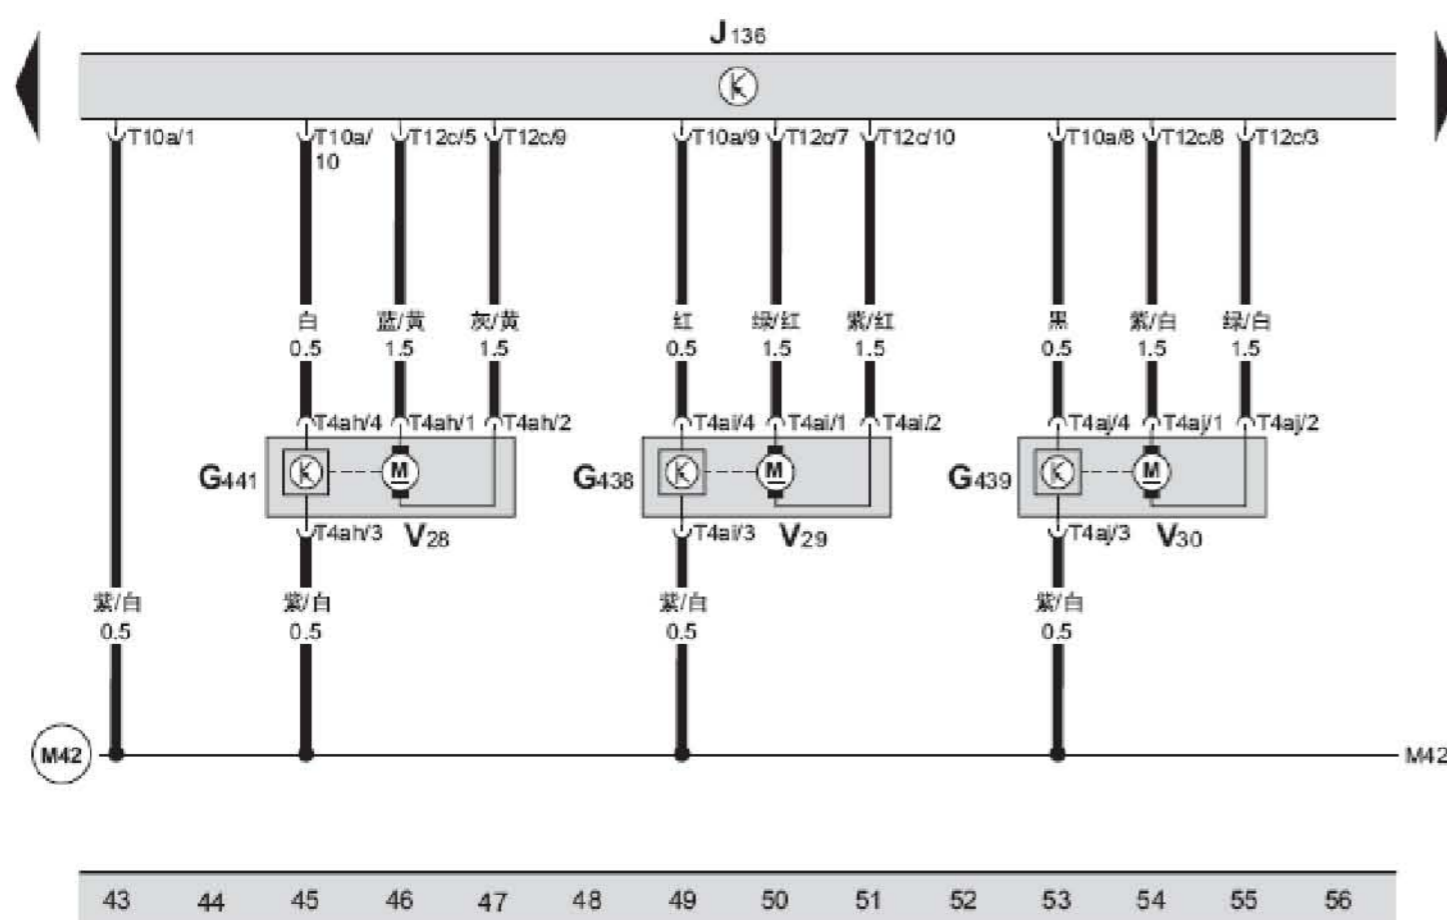 J136
T10a/1 T10a/ T12c/5 T12c/9 T10a/9 T12c/7 T12c/10 T10a/8 T12c/8 T12c/3
10
白 蓝/黄 灰/黄 红 绿/红 紫/红 黑 紫/白 绿/白
0.5 1.5 1.5 0.5 1.5 1.5 0.5 1.5 1.5
T4ah/4 T4ah/1 T4ah/2 T4ai/4 T4ai/1 T4ai/2 T4aj/4 T4aj/1 T4aj/2
G441 M G438 M G439 M
T4ah/3 V28 T4ai/3 V29 T4aj/3 V30
紫/白 紫/白 紫/白 紫/白
0.5 0.5 0.5 0.5
M42 M42
43 44 45 46 47 48 49 50 51 52 53 54 55 56